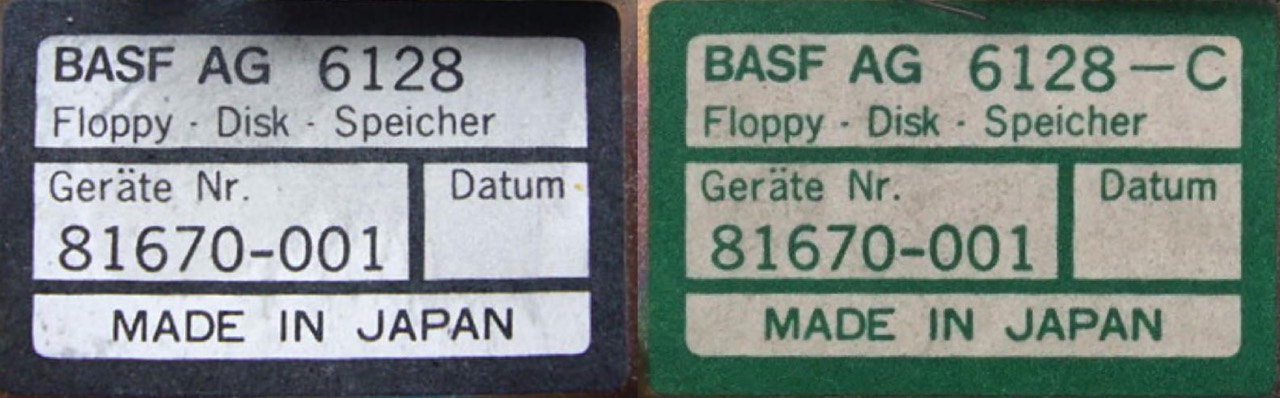 BASF AG 6128
Floppy - Disk - Speicher
Geräte Nr.
Datum
81670-001
MADE IN JAPAN
BASF AG 6128-C
Floppy - Disk - Speicher
Geräte Nr.
Datum
81670-001
MADE IN JAPAN